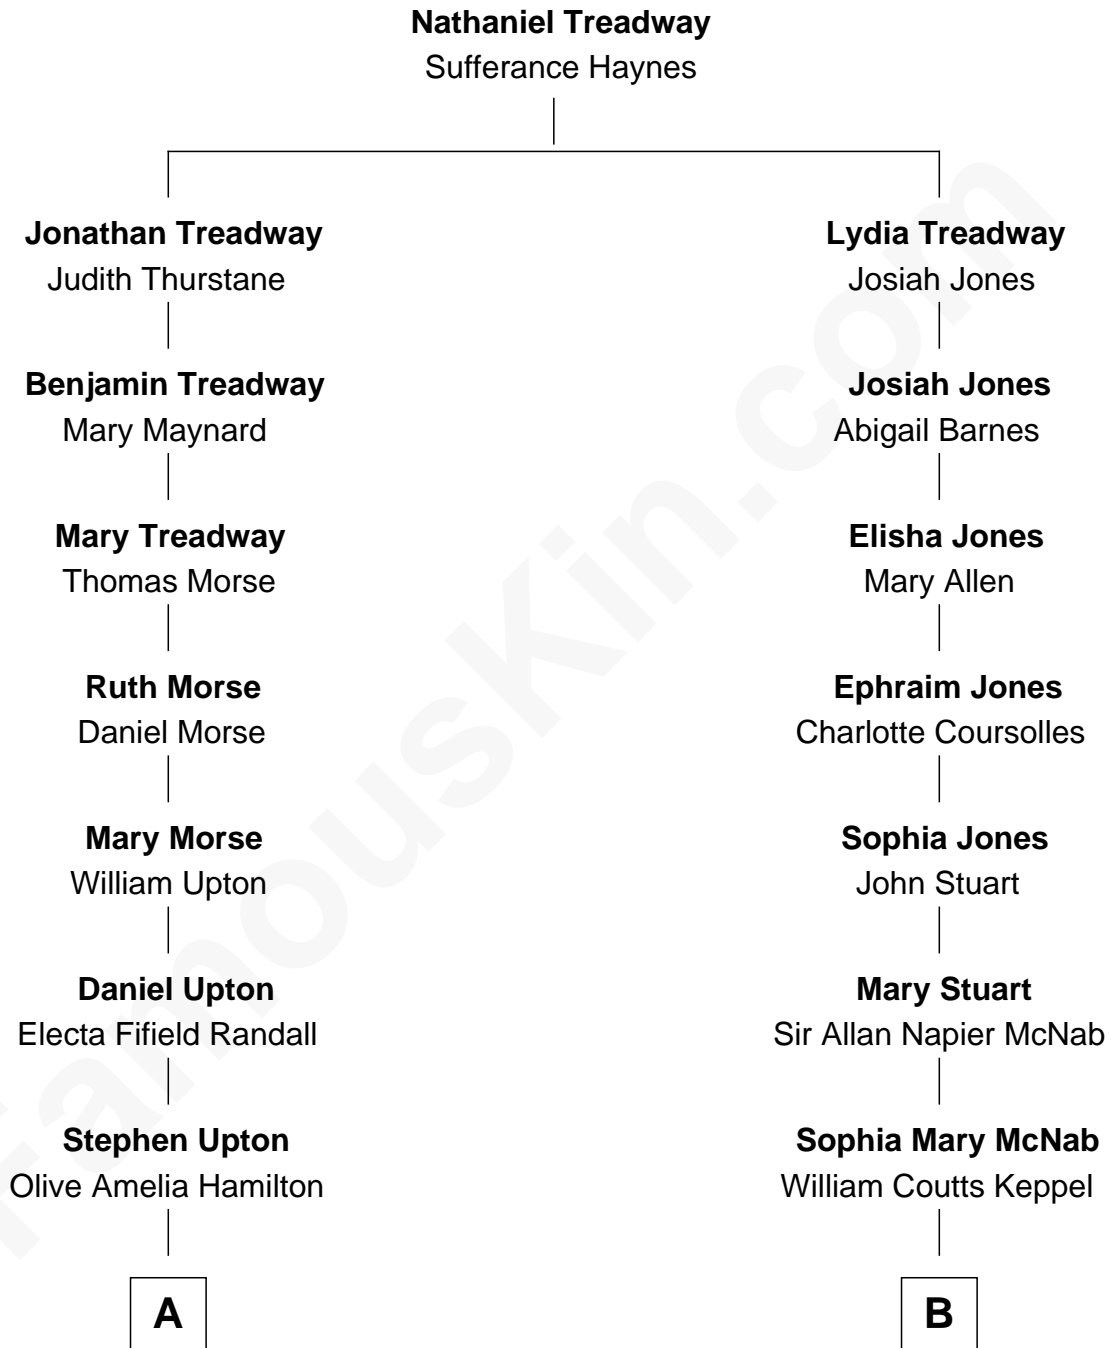 Nathaniel Treadway
Sufferance Haynes
Jonathan Treadway
Judith Thurstane
Benjamin Treadway
Mary Maynard
Mary Treadway
Thomas Morse
Ruth Morse
Daniel Morse
Mary Morse
William Upton
Daniel Upton
Electa Fifield Randall
Stephen Upton
Olive Amelia Hamilton
A
Lydia Treadway
Josiah Jones
Josiah Jones
Abigail Barnes
Elisha Jones
Mary Allen
Ephraim Jones
Charlotte Coursolles
Sophia Jones
John Stuart
Mary Stuart
Sir Allan Napier McNab
Sophia Mary McNab
William Coutts Keppel
B
FamousKin.com